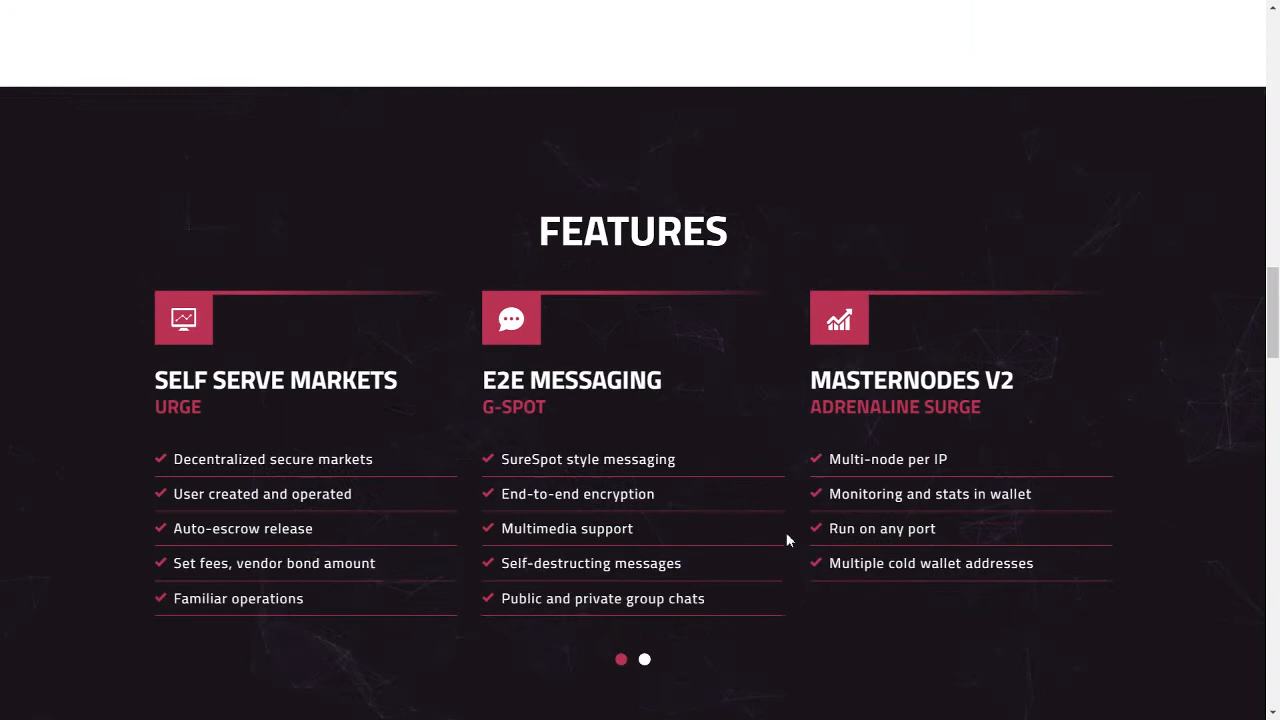 FEATURES
SELF SERVE MARKETS
URGE
Decentralized secure markets
User created and operated
Auto-escrow release
Set fees, vendor bond amount
Familiar operations
E2E MESSAGING
G-SPOT
SureSpot style messaging
End-to-end encryption
Multimedia support
Self-destructing messages
Public and private group chats
MASTERNODES V2
ADRENALINE SURGE
Multi-node per IP
Monitoring and stats in wallet
Run on any port
Multiple cold wallet addresses